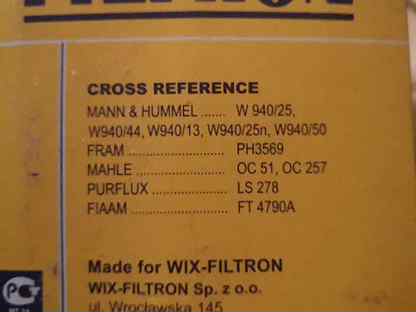 FILTRON
CROSS REFERENCE
MANN & HUMMEL ....... W 940/25,
W940/44, W940/13, W940/25n, W940/50
FRAM .......................... PH3569
MAHLE ........................ OC 51, OC 257
PURFLUX .................... LS 278
FIAAM ......................... FT 4790A
Made for WIX-FILTRON
WIX-FILTRON Sp. z o.o.
ul. Wrocławska 145